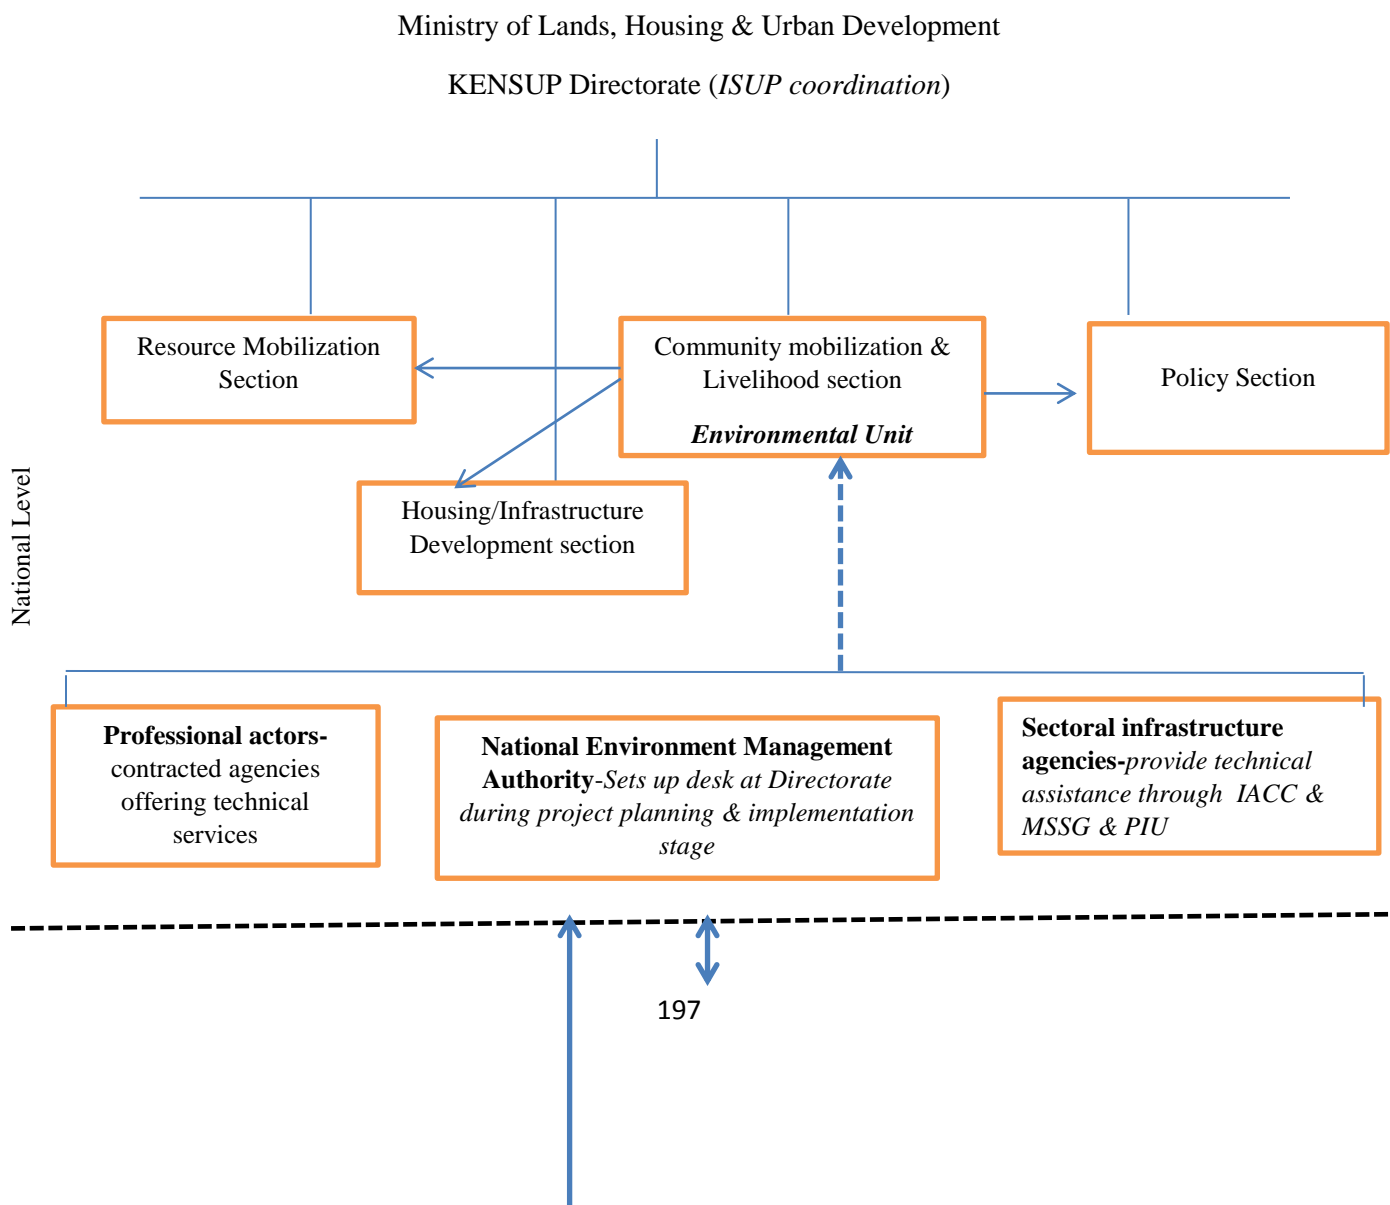 Ministry of Lands, Housing & Urban Development
KENSUP Directorate (ISUP coordination)
Resource Mobilization
Section
Community mobilization &
Livelihood section
Environmental Unit
Policy Section
Housing/Infrastructure
Development section
National Level
Professional actors-
contracted agencies
offering technical
services
National Environment Management
Authority-Sets up desk at Directorate
during project planning & implementation
stage
Sectoral infrastructure
agencies-provide technical
assistance through IACC &
MSSG & PIU
197